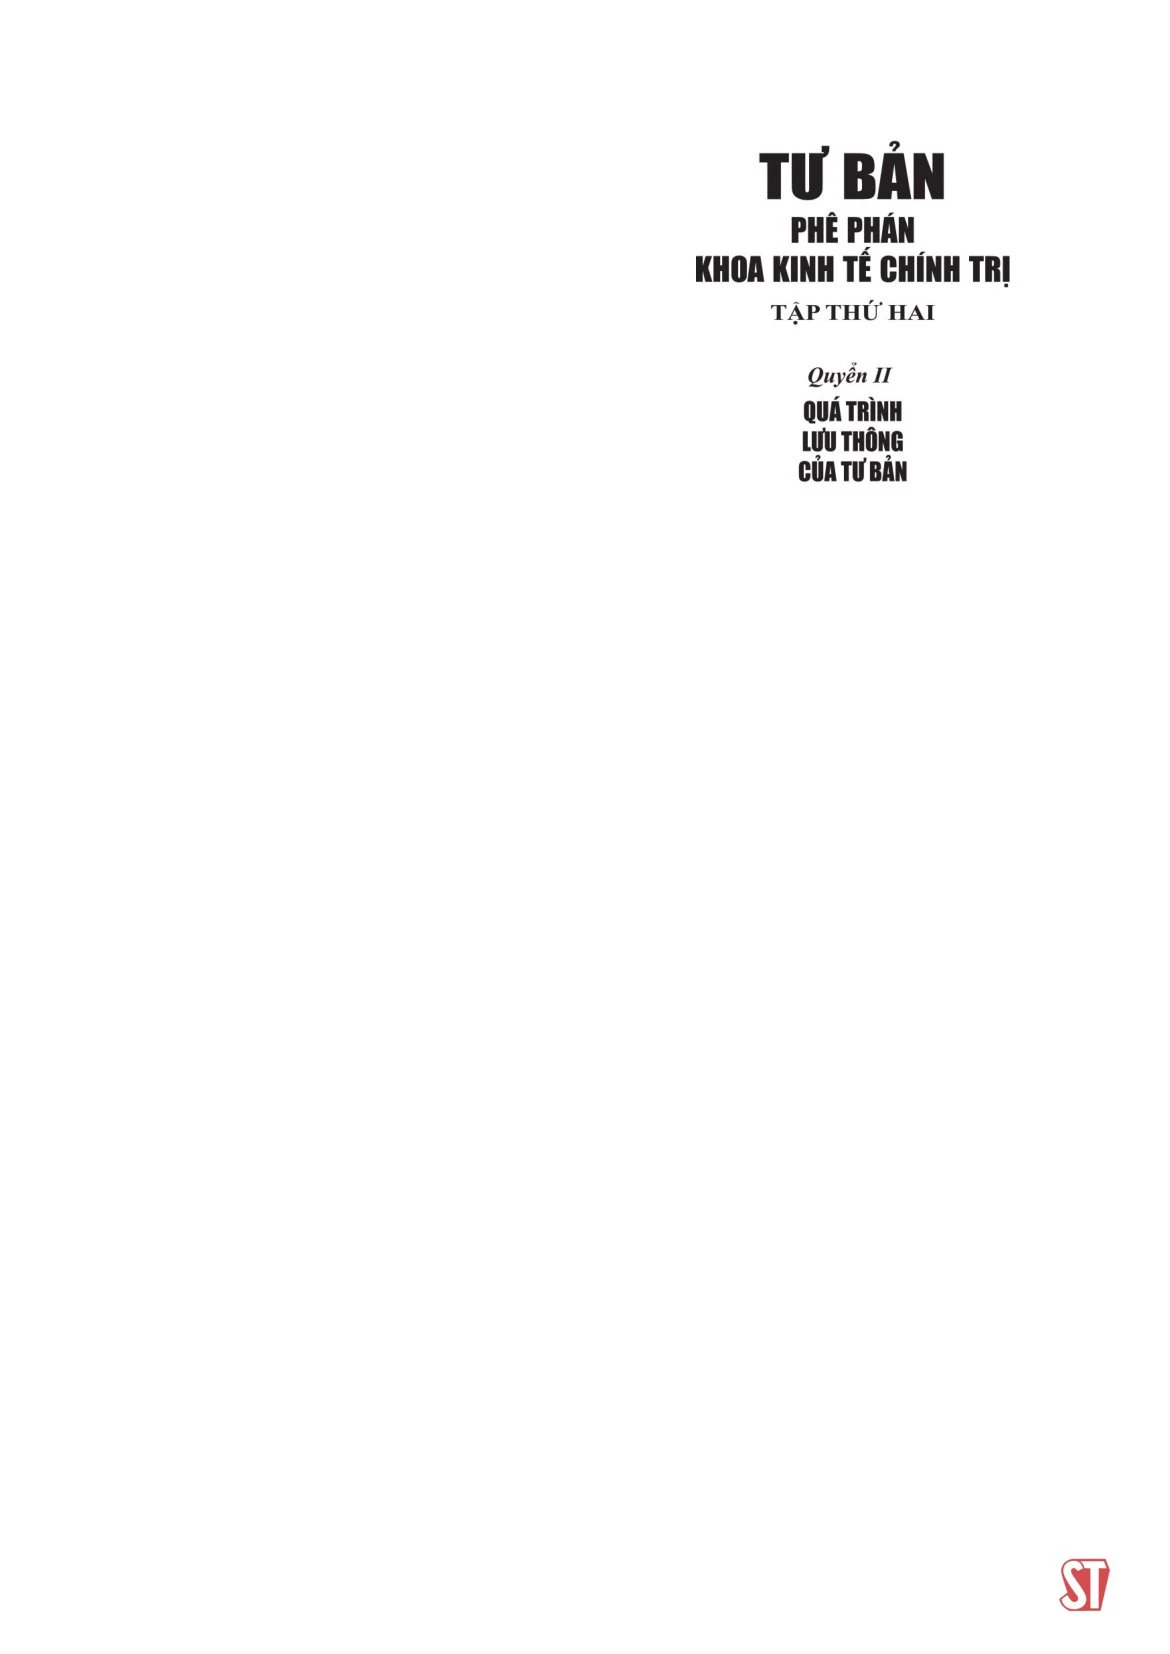 TƯ BẢN
PHÊ PHÁN
KHOA KINH TẾ CHÍNH TRỊ
TẬP THỨ HAI
Quyển II
QUÁ TRÌNH
LƯU THÔNG
CỦA TƯ BẢN
ST